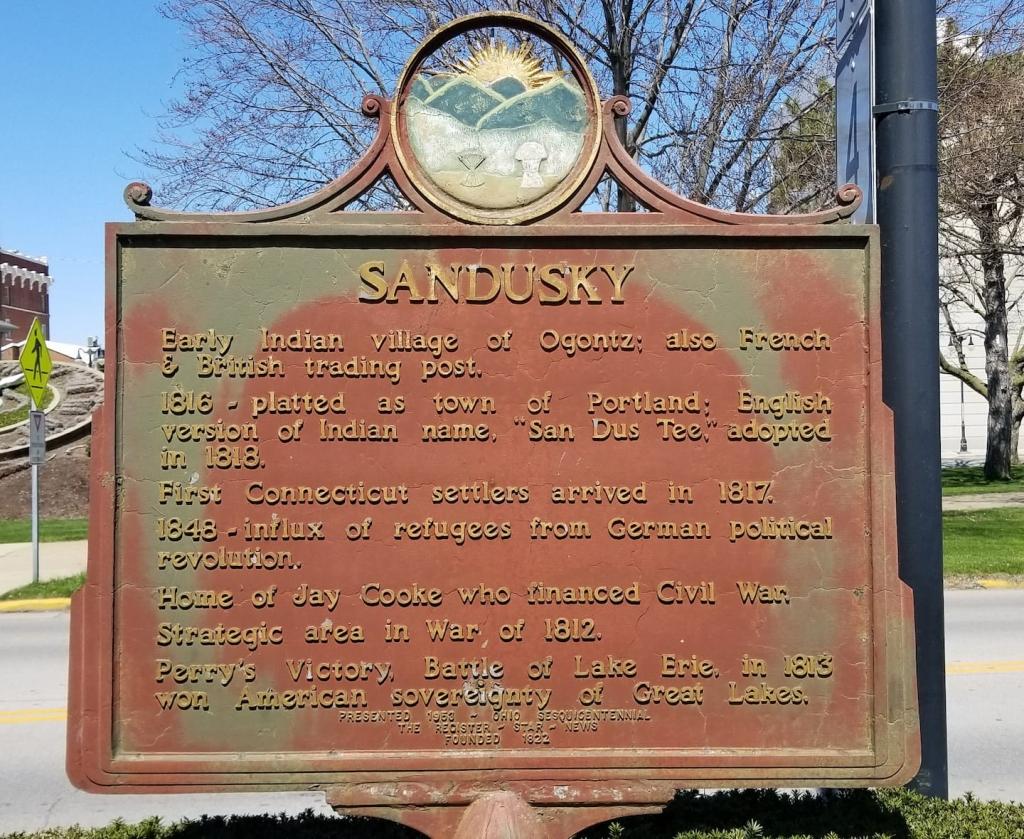 SANDUSKY
Early Indian village of Ogontz; also French
& British trading post.
1816 - platted as town of Portland; English
version of Indian name, "San Dus Tee," adopted
in 1818.
First Connecticut settlers arrived in 1817.
1848 - influx of refugees from German political
revolution.
Home of Jay Cooke who financed Civil War.
Strategic area in War of 1812.
Perry's Victory, Battle of Lake Erie, in 1813
won American sovereignty of Great Lakes.
PRESENTED 1953 - OHIO SESQUICENTENNIAL
THE REGISTER STAR - NEWS
FOUNDED 1822
4